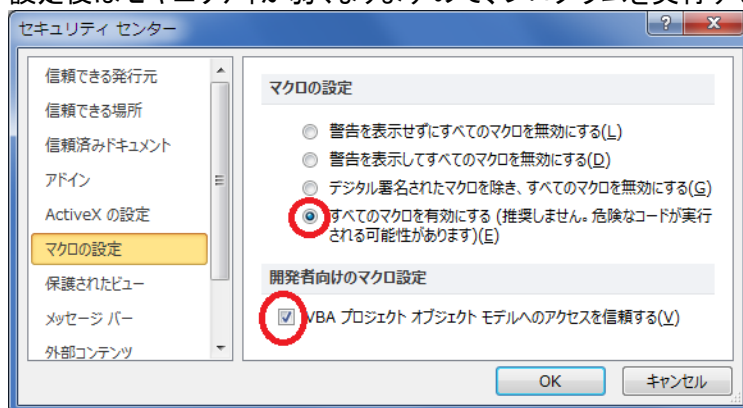 セキュリティ センター
信頼できる発行元
信頼できる場所
信頼済みドキュメント
アドイン
ActiveX の設定
マクロの設定
保護されたビュー
メッセージ バー
外部コンテンツ
マクロの設定
警告を表示せずにすべてのマクロを無効にする(L)
警告を表示してすべてのマクロを無効にする(D)
デジタル署名されたマクロを除き、すべてのマクロを無効にする(G)
すべてのマクロを有効にする (推奨しません。危険なコードが実行
される可能性があります)(E)
開発者向けのマクロ設定
VBA プロジェクト オブジェクト モデルへのアクセスを信頼する(V)
OK
キャンセル